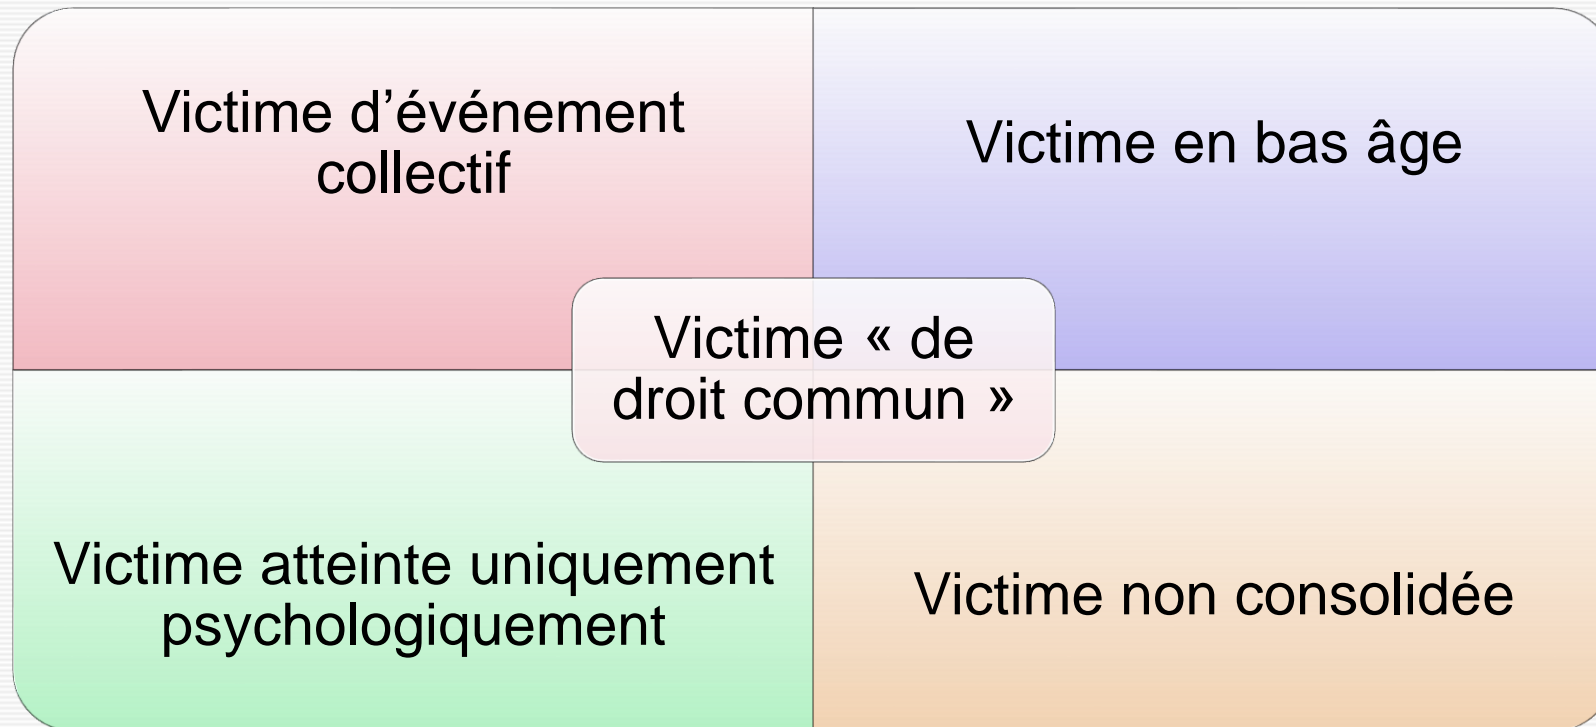 Victime d’événement
collectif
Victime en bas âge
Victime « de
droit commun »
Victime atteinte uniquement
psychologiquement
Victime non consolidée